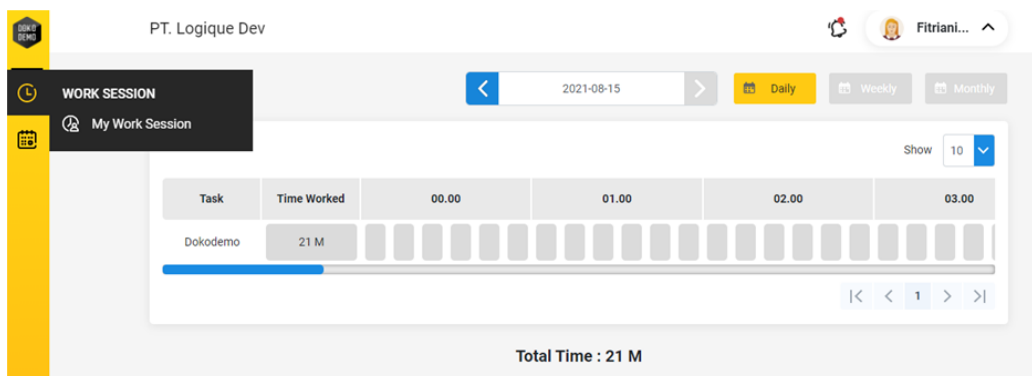 DOKO
DEMO
PT. Logique Dev
Fitriani...
WORK SESSION
My Work Session
2021-08-15
Daily
Weekly
Monthly
Show 10
Task Time Worked 00.00 01.00 02.00 03.00
Dokodemo 21 M
1
Total Time : 21 M